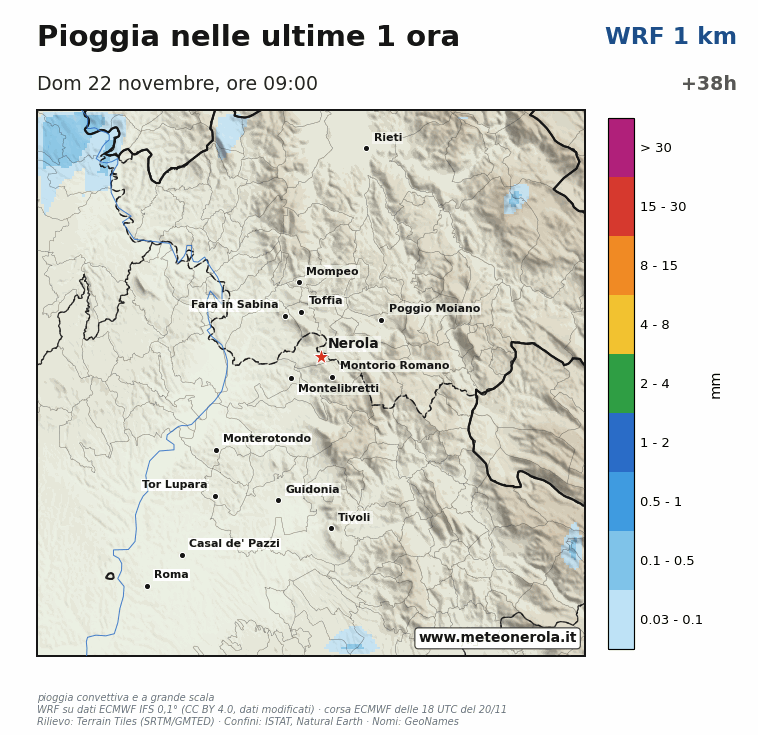 Pioggia nelle ultime 1 ora
WRF 1 km
Dom 22 novembre, ore 09:00
+38h
Rieti
Mompeo
Toffia
Fara in Sabina
Poggio Moiano
Nerola
Montorio Romano
Montelibretti
Monterotondo
Tor Lupara
Guidonia
Tivoli
Casal de' Pazzi
Roma
www.meteonerola.it
> 30
15 - 30
8 - 15
4 - 8
2 - 4
1 - 2
0.5 - 1
0.1 - 0.5
0.03 - 0.1
mm
pioggia convettiva e a grande scala
WRF su dati ECMWF IFS 0,1° (CC BY 4.0, dati modificati) · corsa ECMWF delle 18 UTC del 20/11
Rilievo: Terrain Tiles (SRTM/GMTED) · Confini: ISTAT, Natural Earth · Nomi: GeoNames